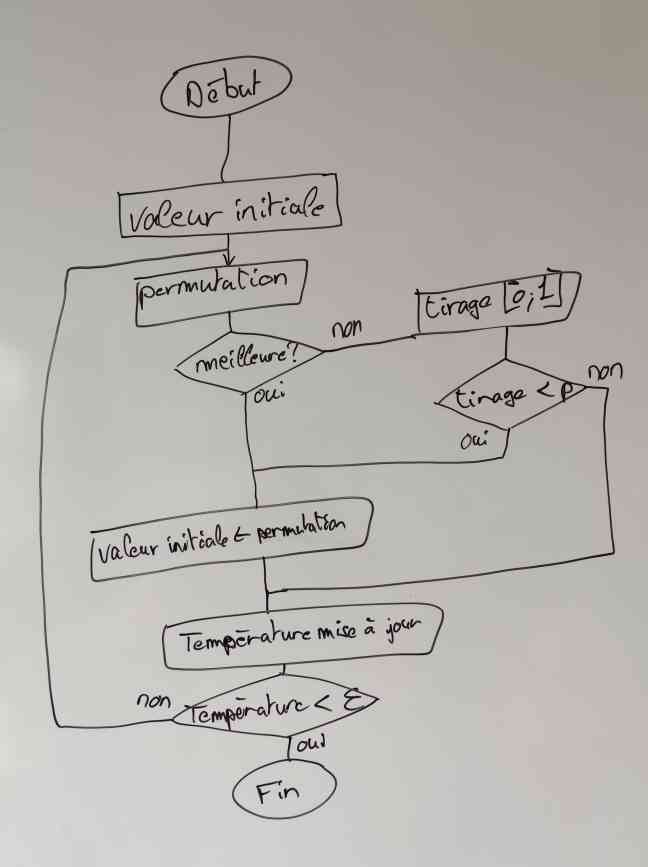 Début
valeur initiale
permutation
tirage [0;1]
meilleure?
non
oui
tirage < p
non
oui
valeur initiale ← permutation
Température mise à jour
Température < ε
non
oui
Fin